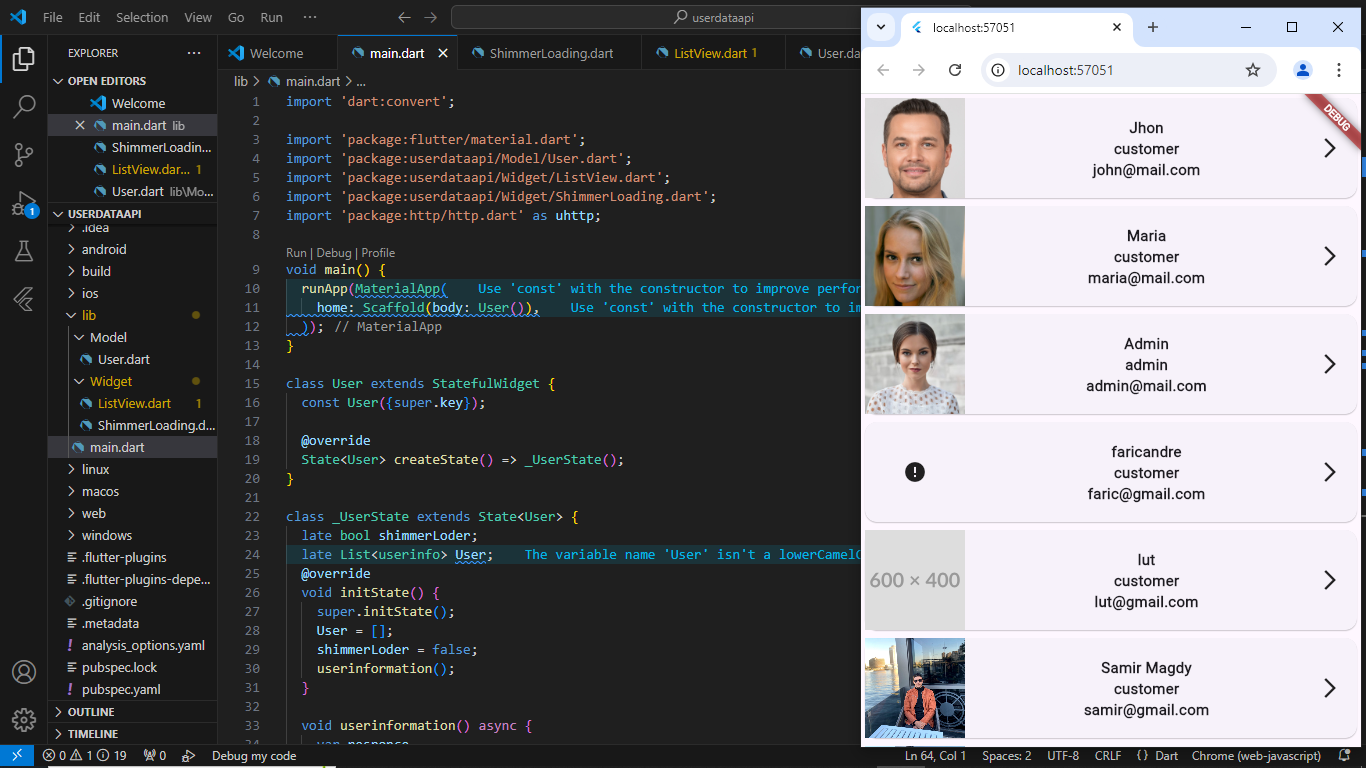 File Edit Selection View Go Run ··· userdataapi
EXPLORER ···
OPEN EDITORS
Welcome
main.dart lib
ShimmerLoadin...
ListView.dar... 1
User.dart lib\Mo...
USERDATAAPI
.idea
android
build
ios
lib
Model
User.dart
Widget
ListView.dart 1
ShimmerLoading.d...
main.dart
linux
macos
web
windows
.flutter-plugins
.flutter-plugins-depe...
.gitignore
.metadata
analysis_options.yaml
pubspec.lock
pubspec.yaml
OUTLINE
TIMELINE
1
Welcome main.dart ShimmerLoading.dart ListView.dart 1 User.da
lib > main.dart > ...
1 import 'dart:convert';
2
3 import 'package:flutter/material.dart';
4 import 'package:userdataapi/Model/User.dart';
5 import 'package:userdataapi/Widget/ListView.dart';
6 import 'package:userdataapi/Widget/ShimmerLoading.dart';
7 import 'package:http/http.dart' as uhttp;
8
Run | Debug | Profile
9 void main() {
10 runApp(MaterialApp( Use 'const' with the constructor to improve perfor
11 home: Scaffold(body: User()), Use 'const' with the constructor to im
12 )); // MaterialApp
13 }
14
15 class User extends StatefulWidget {
16 const User({super.key});
17
18 @override
19 State<User> createState() => _UserState();
20 }
21
22 class _UserState extends State<User> {
23 late bool shimmerLoder;
24 late List<userinfo> User; The variable name 'User' isn't a lowerCamelC
25 @override
26 void initState() {
27 super.initState();
28 User = [];
29 shimmerLoder = false;
30 userinformation();
31 }
32
33 void userinformation() async {
34 var response
localhost:57051
localhost:57051
DEBUG
Jhon
customer
john@mail.com
Maria
customer
maria@mail.com
Admin
admin
admin@mail.com
faricandre
customer
faric@gmail.com
600 × 400
lut
customer
lut@gmail.com
Samir Magdy
customer
samir@gmail.com
0 1 19 0 Debug my code Ln 64, Col 1 Spaces: 2 UTF-8 CRLF {} Dart Chrome (web-javascript)